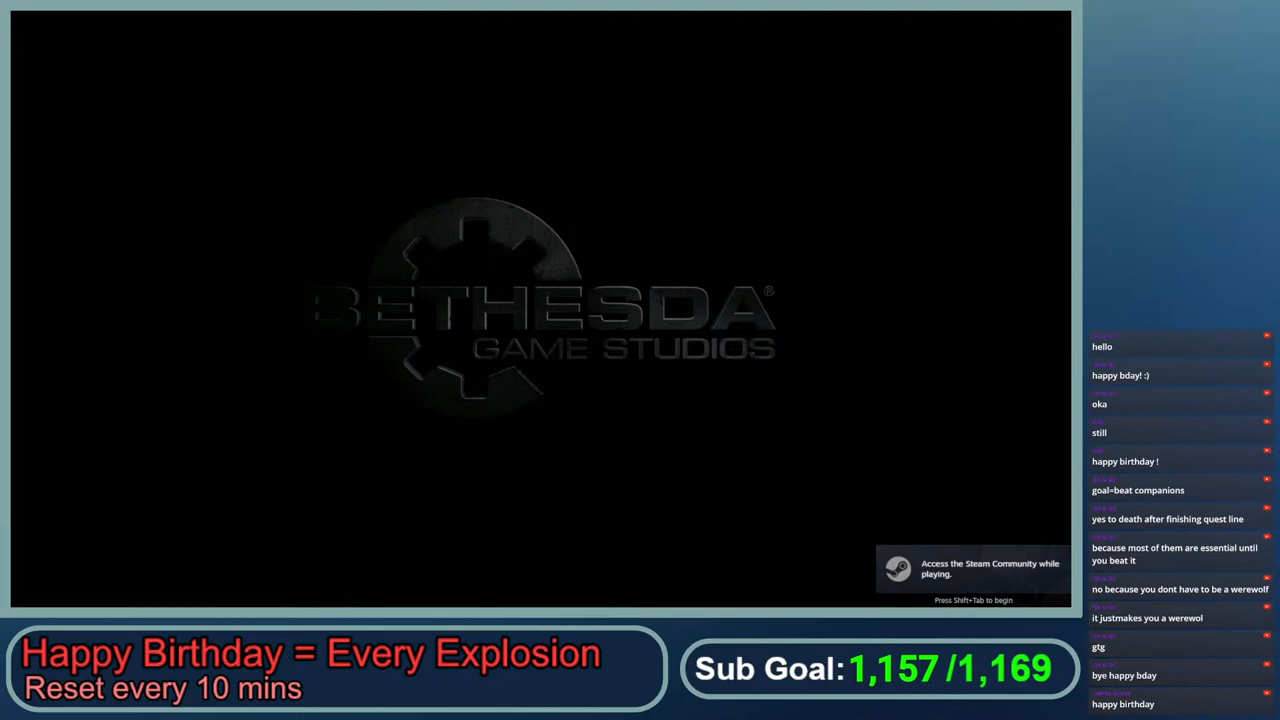 BETHESDA®
GAME STUDIOS
Access the Steam Community while
playing.
Press Shift+Tab to begin
hello
happy bday! :)
oka
still
happy birthday !
goal=beat companions
yes to death after finishing quest line
because most of them are essential until
you beat it
no because you dont have to be a werewolf
it justmakes you a werewol
gtg
bye happy bday
happy birthday
Happy Birthday = Every Explosion
Reset every 10 mins
Sub Goal: 1,157 /1,169